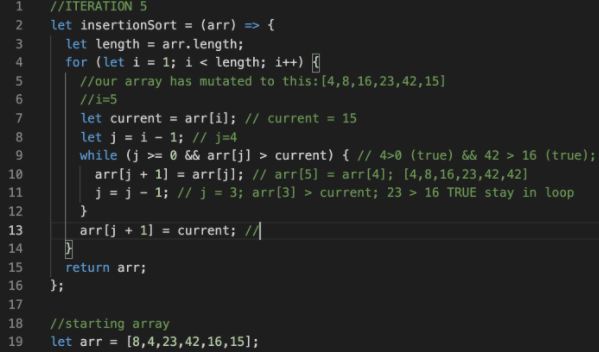 1 //ITERATION 5
2 let insertionSort = (arr) => {
3 let length = arr.length;
4 for (let i = 1; i < length; i++) {
5 //our array has mutated to this:[4,8,16,23,42,15]
6 //i=5
7 let current = arr[i]; // current = 15
8 let j = i - 1; // j=4
9 while (j >= 0 && arr[j] > current) { // 4>0 (true) && 42 > 16 (true);
10 arr[j + 1] = arr[j]; // arr[5] = arr[4]; [4,8,16,23,42,42]
11 j = j - 1; // j = 3; arr[3] > current; 23 > 16 TRUE stay in loop
12 }
13 arr[j + 1] = current; //
14 }
15 return arr;
16 };
17
18 //starting array
19 let arr = [8,4,23,42,16,15];